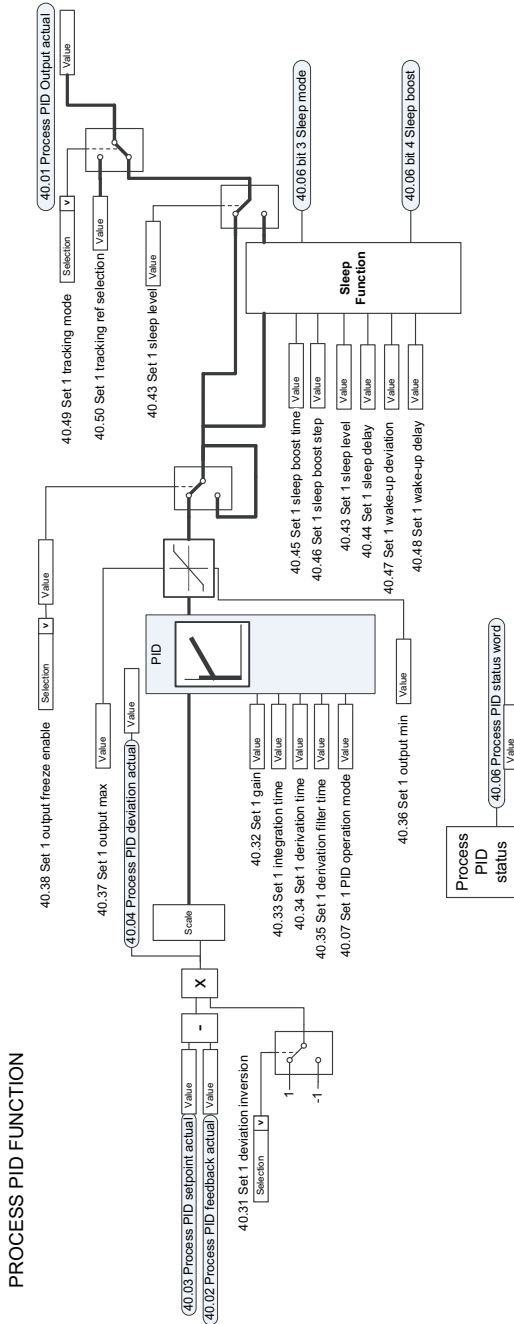 PROCESS PID FUNCTION
40.03 Process PID setpoint actual Value
40.02 Process PID feedback actual Value
40.31 Set 1 deviation inversion
Selection v
1
-1
-
X
Scale
40.04 Process PID deviation actual Value
40.37 Set 1 output max Value
40.38 Set 1 output freeze enable Selection v Value
PID
40.32 Set 1 gain Value
40.33 Set 1 integration time Value
40.34 Set 1 derivation time Value
40.35 Set 1 derivation filter time Value
40.07 Set 1 PID operation mode Value
40.36 Set 1 output min Value
Process
PID
status
40.06 Process PID status word
Value
40.49 Set 1 tracking mode Selection v
40.50 Set 1 tracking ref selection Value
40.43 Set 1 sleep level Value
40.01 Process PID Output actual
Value
40.45 Set 1 sleep boost time Value
40.46 Set 1 sleep boost step Value
40.43 Set 1 sleep level Value
40.44 Set 1 sleep delay Value
40.47 Set 1 wake-up deviation Value
40.48 Set 1 wake-up delay Value
Sleep
Function
40.06 bit 3 Sleep mode
40.06 bit 4 Sleep boost